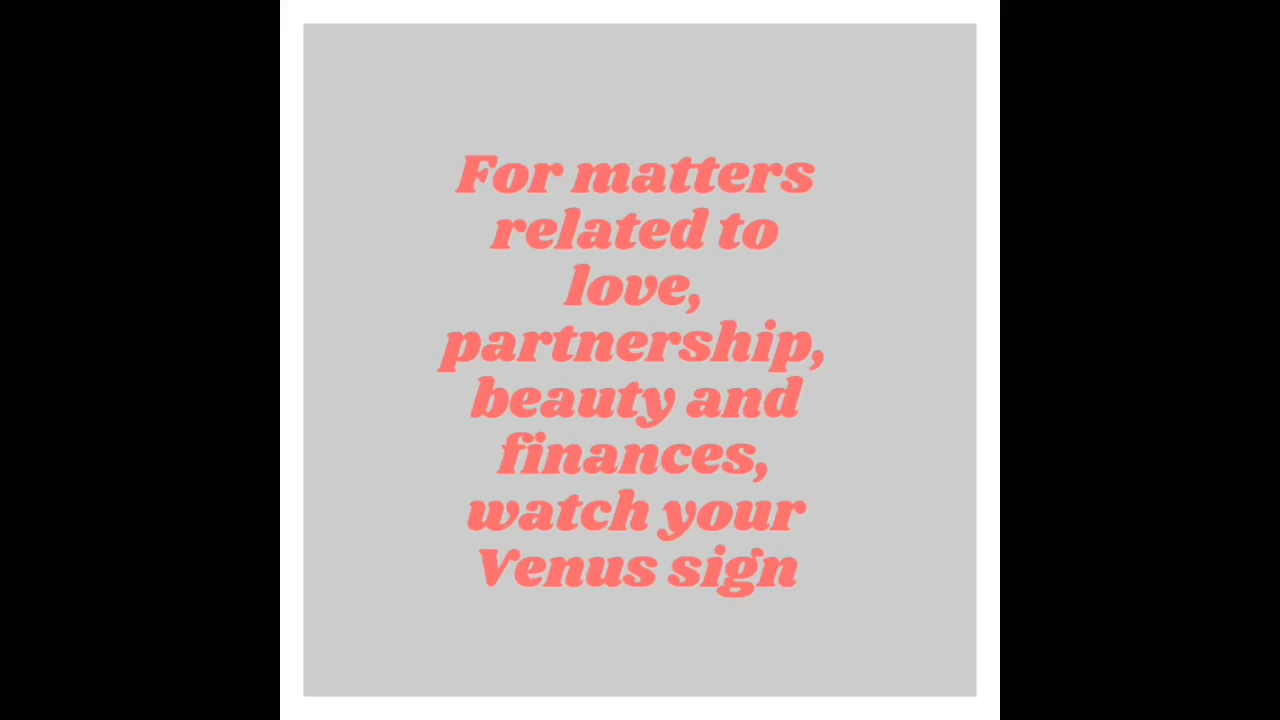 For matters
related to
love,
partnership,
beauty and
finances,
watch your
Venus sign